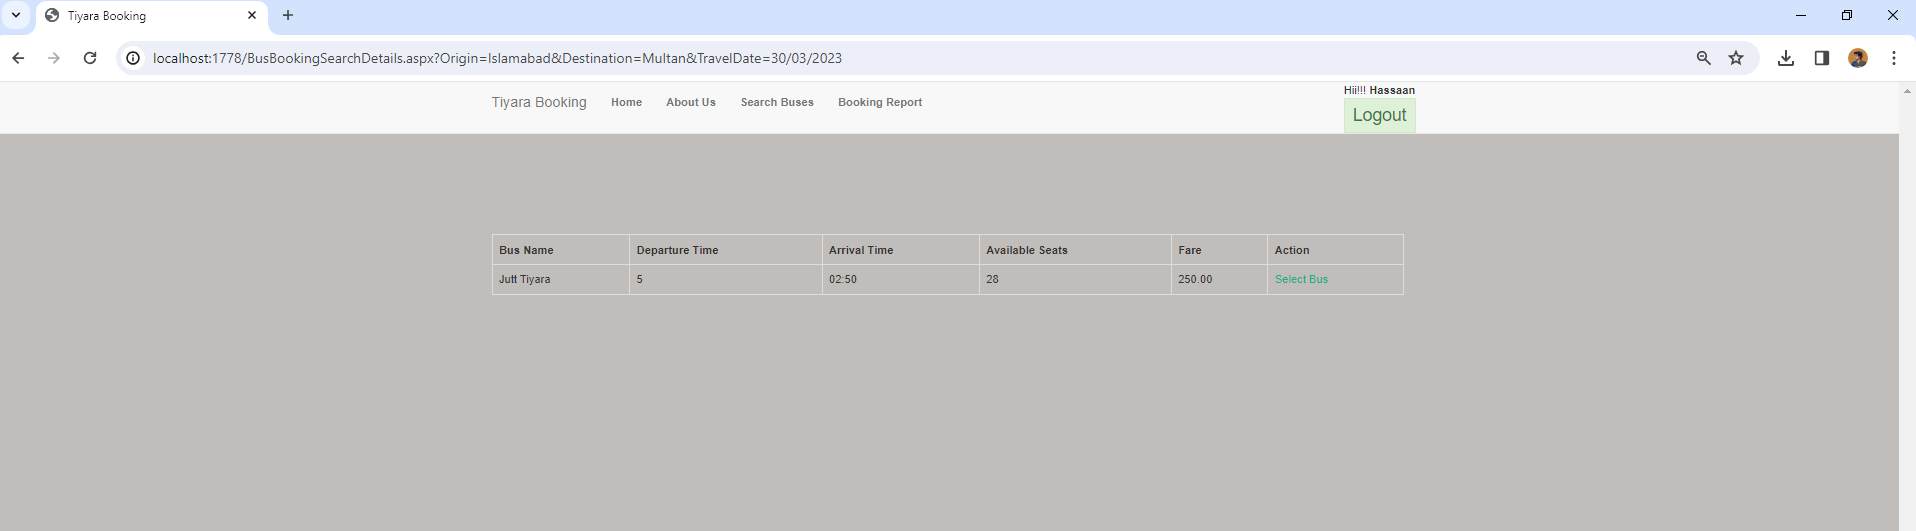 Tiyara Booking
localhost:1778/BusBookingSearchDetails.aspx?Origin=Islamabad&Destination=Multan&TravelDate=30/03/2023
Tiyara Booking Home About Us Search Buses Booking Report
Hii!!! Hassaan
Logout
Bus Name Departure Time Arrival Time Available Seats Fare Action
Jutt Tiyara 5 02:50 28 250.00 Select Bus